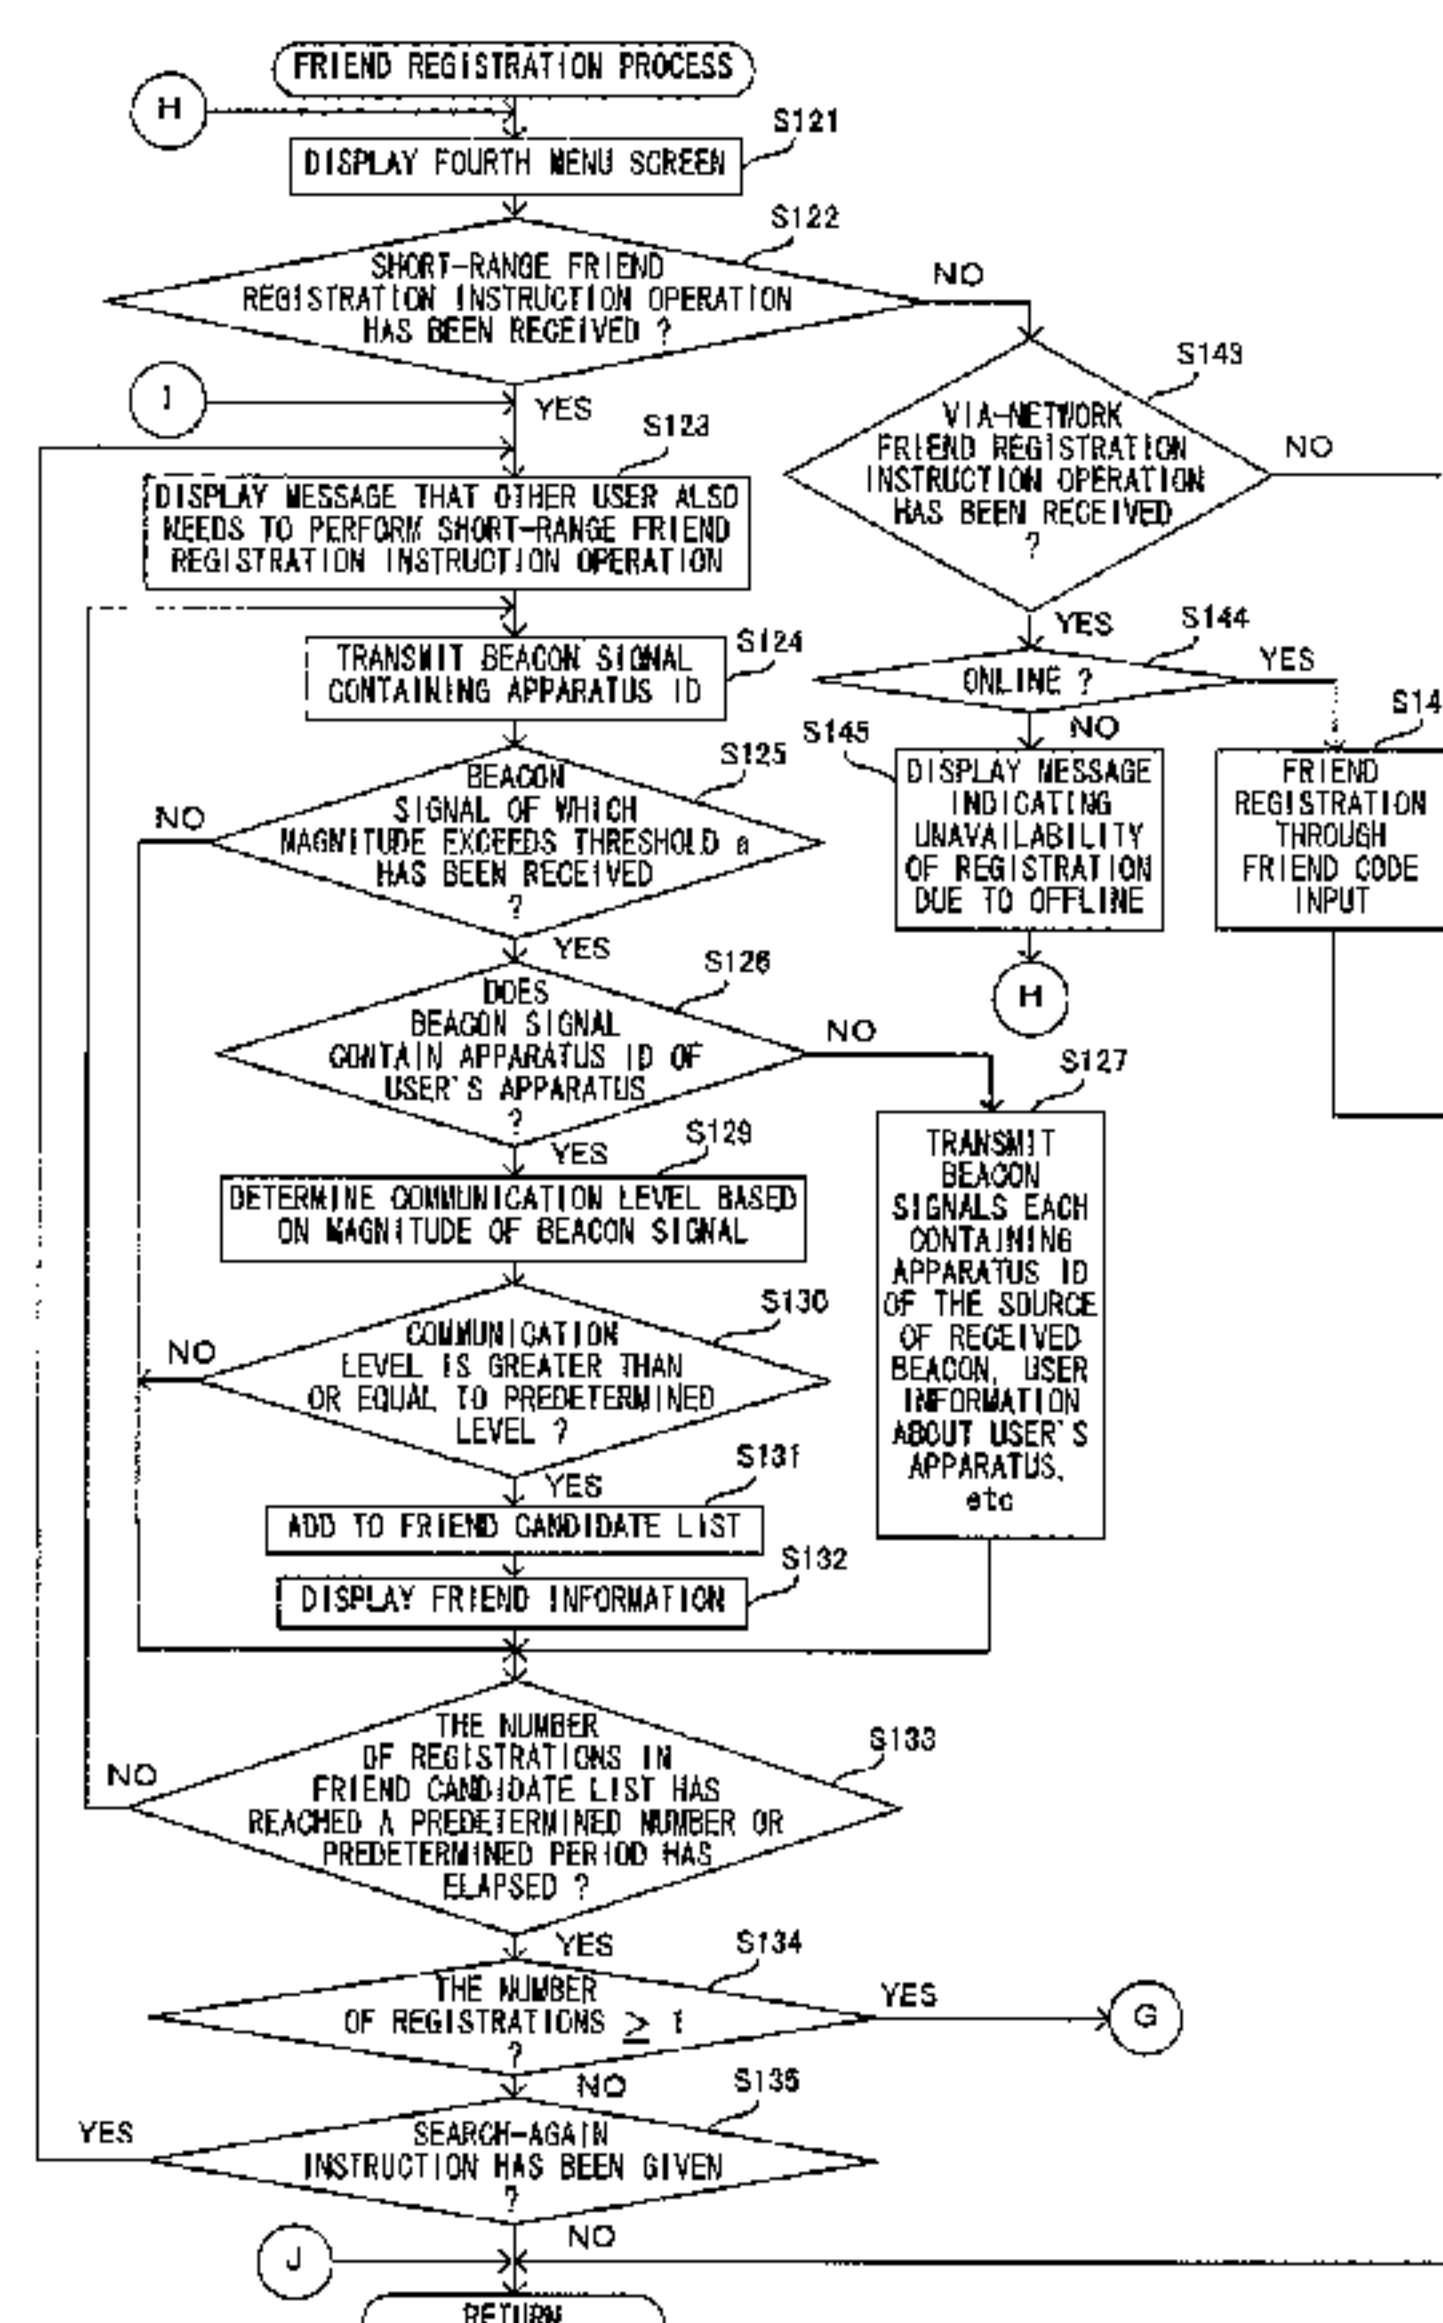 FRIEND REGISTRATION PROCESS
H
S121
DISPLAY FOURTH MENU SCREEN
S122
SHORT-RANGE FRIEND
REGISTRATION INSTRUCTION OPERATION
HAS BEEN RECEIVED ?
NO
I
YES
S143
VIA-NETWORK
FRIEND REGISTRATION
INSTRUCTION OPERATION
HAS BEEN RECEIVED
?
NO
S123
DISPLAY MESSAGE THAT OTHER USER ALSO
NEEDS TO PERFORM SHORT-RANGE FRIEND
REGISTRATION INSTRUCTION OPERATION
YES
S144
ONLINE ?
YES
NO
S124
TRANSMIT BEACON SIGNAL
CONTAINING APPARATUS ID
S145
DISPLAY MESSAGE
INDICATING
UNAVAILABILITY
OF REGISTRATION
DUE TO OFFLINE
H
S14
FRIEND
REGISTRATION
THROUGH
FRIEND CODE
INPUT
S125
BEACON
SIGNAL OF WHICH
MAGNITUDE EXCEEDS THRESHOLD a
HAS BEEN RECEIVED
?
NO
YES
S126
DOES
BEACON SIGNAL
CONTAIN APPARATUS ID OF
USER'S APPARATUS
?
NO
S127
TRANSMIT
BEACON
SIGNALS EACH
CONTAINING
APPARATUS ID
OF THE SOURCE
OF RECEIVED
BEACON, USER
INFORMATION
ABOUT USER'S
APPARATUS,
etc
YES
S129
DETERMINE COMMUNICATION LEVEL BASED
ON MAGNITUDE OF BEACON SIGNAL
S130
COMMUNICATION
LEVEL IS GREATER THAN
OR EQUAL TO PREDETERMINED
LEVEL ?
NO
YES
S131
ADD TO FRIEND CANDIDATE LIST
S132
DISPLAY FRIEND INFORMATION
S133
THE NUMBER
OF REGISTRATIONS IN
FRIEND CANDIDATE LIST HAS
REACHED A PREDETERMINED NUMBER OR
PREDETERMINED PERIOD HAS
ELAPSED ?
NO
YES
S134
THE NUMBER
OF REGISTRATIONS ≥ 1
?
YES
G
NO
S135
SEARCH-AGAIN
INSTRUCTION HAS BEEN GIVEN
?
YES
NO
J
RETURN